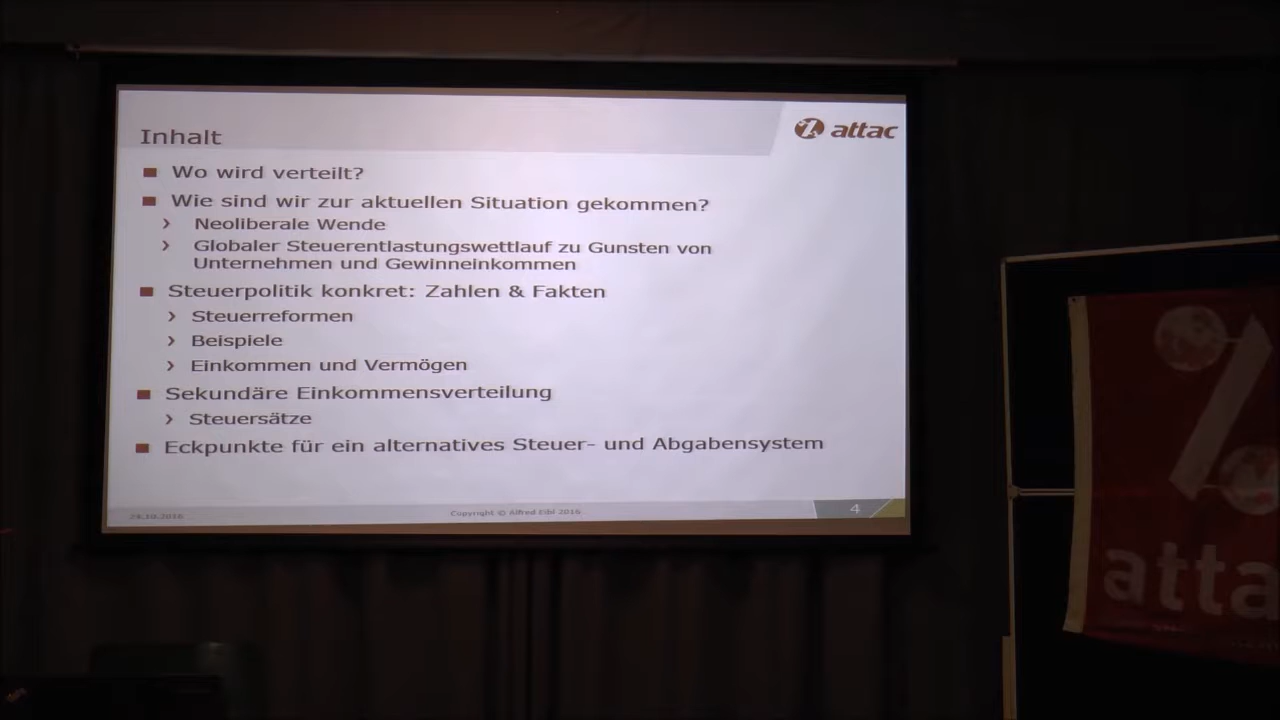 Inhalt
attac
Wo wird verteilt?
Wie sind wir zur aktuellen Situation gekommen?
Neoliberale Wende
Globaler Steuerentlastungswettlauf zu Gunsten von
Unternehmen und Gewinneinkommen
Steuerpolitik konkret: Zahlen & Fakten
Steuerreformen
Beispiele
Einkommen und Vermögen
Sekundäre Einkommensverteilung
Steuersätze
Eckpunkte für ein alternatives Steuer- und Abgabensystem
Copyright © Alfred Eibl 2016
4
atta